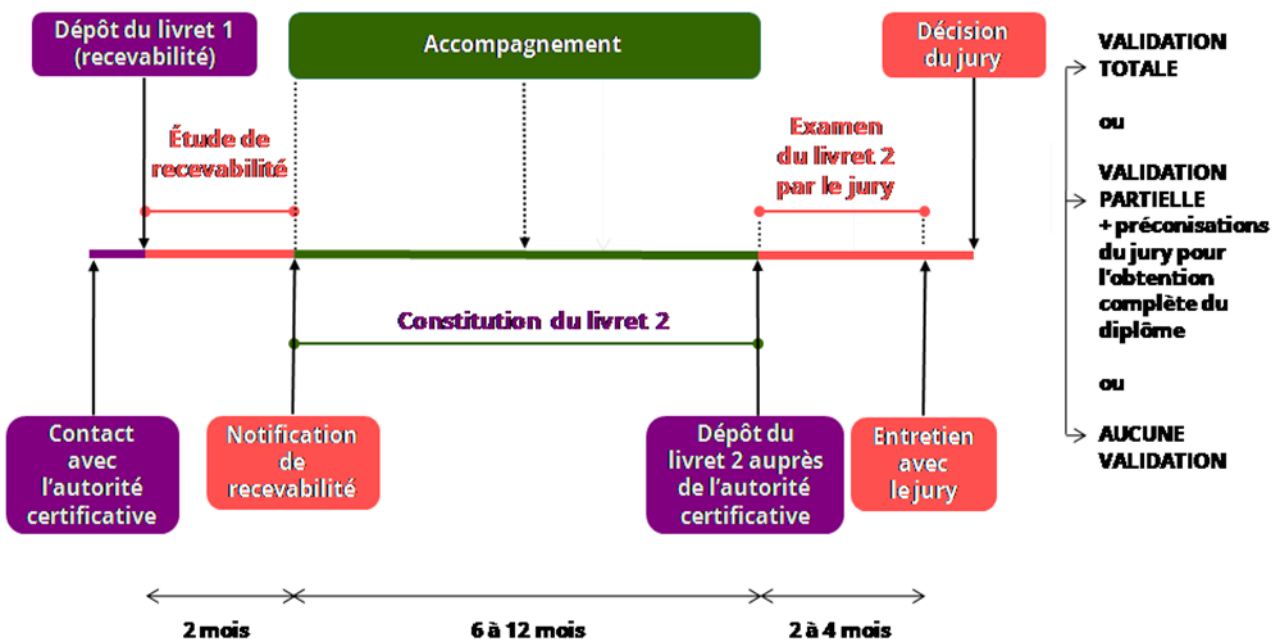 Dépôt du livret 1
(recevabilité)
Accompagnement
Décision
du jury
Étude de
recevabilité
Examen
du livret 2
par le jury
Constitution du livret 2
Contact
avec
l'autorité
certificative
Notification
de
recevabilité
Dépôt du
livret 2 auprès
de l'autorité
certificative
Entretien
avec
le jury
VALIDATION
TOTALE
ou
VALIDATION
PARTIELLE
+ préconisations
du jury pour
l'obtention
complète du
diplôme
ou
AUCUNE
VALIDATION
2 mois
6 à 12 mois
2 à 4 mois